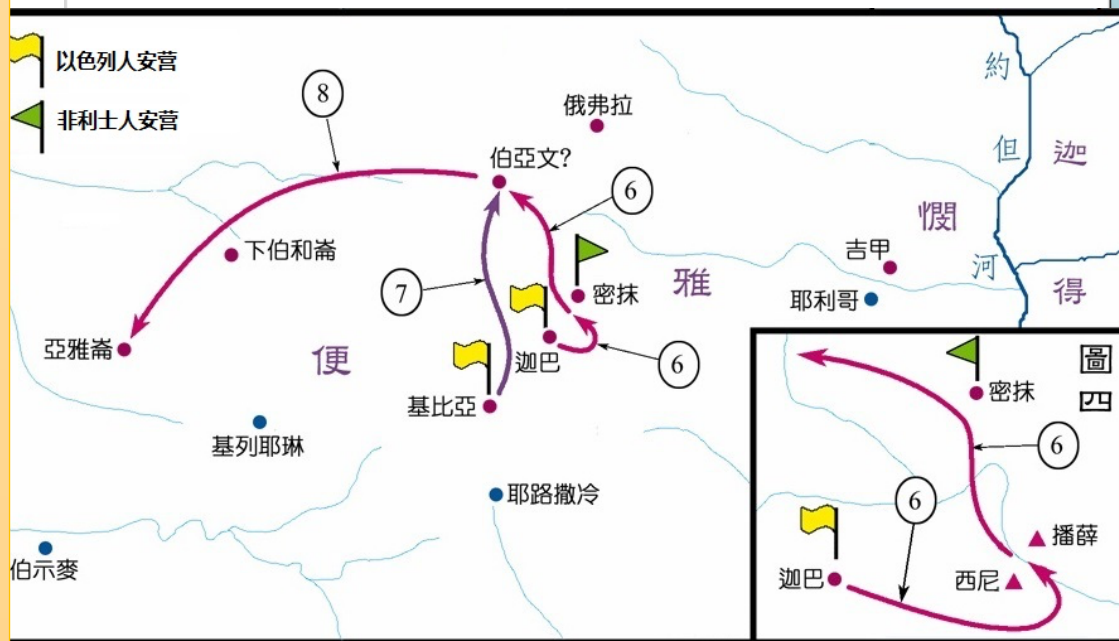 以色列人安营
非利士人安营
8
俄弗拉
約
但
河
迦
得
伯亞文?
6
憫
吉甲
下伯和崙
7
密抹
雅
耶利哥
亞雅崙
便
迦巴
6
基比亞
基列耶琳
耶路撒冷
伯示麥
圖
四
密抹
6
6
播薛
迦巴
西尼